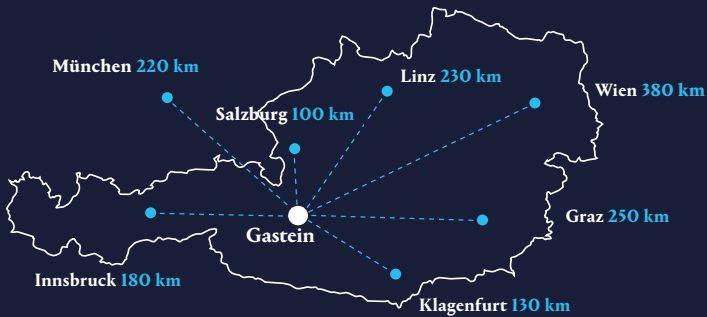 München 220 km
Linz 230 km
Wien 380 km
Salzburg 100 km
Graz 250 km
Gastein
Innsbruck 180 km
Klagenfurt 130 km